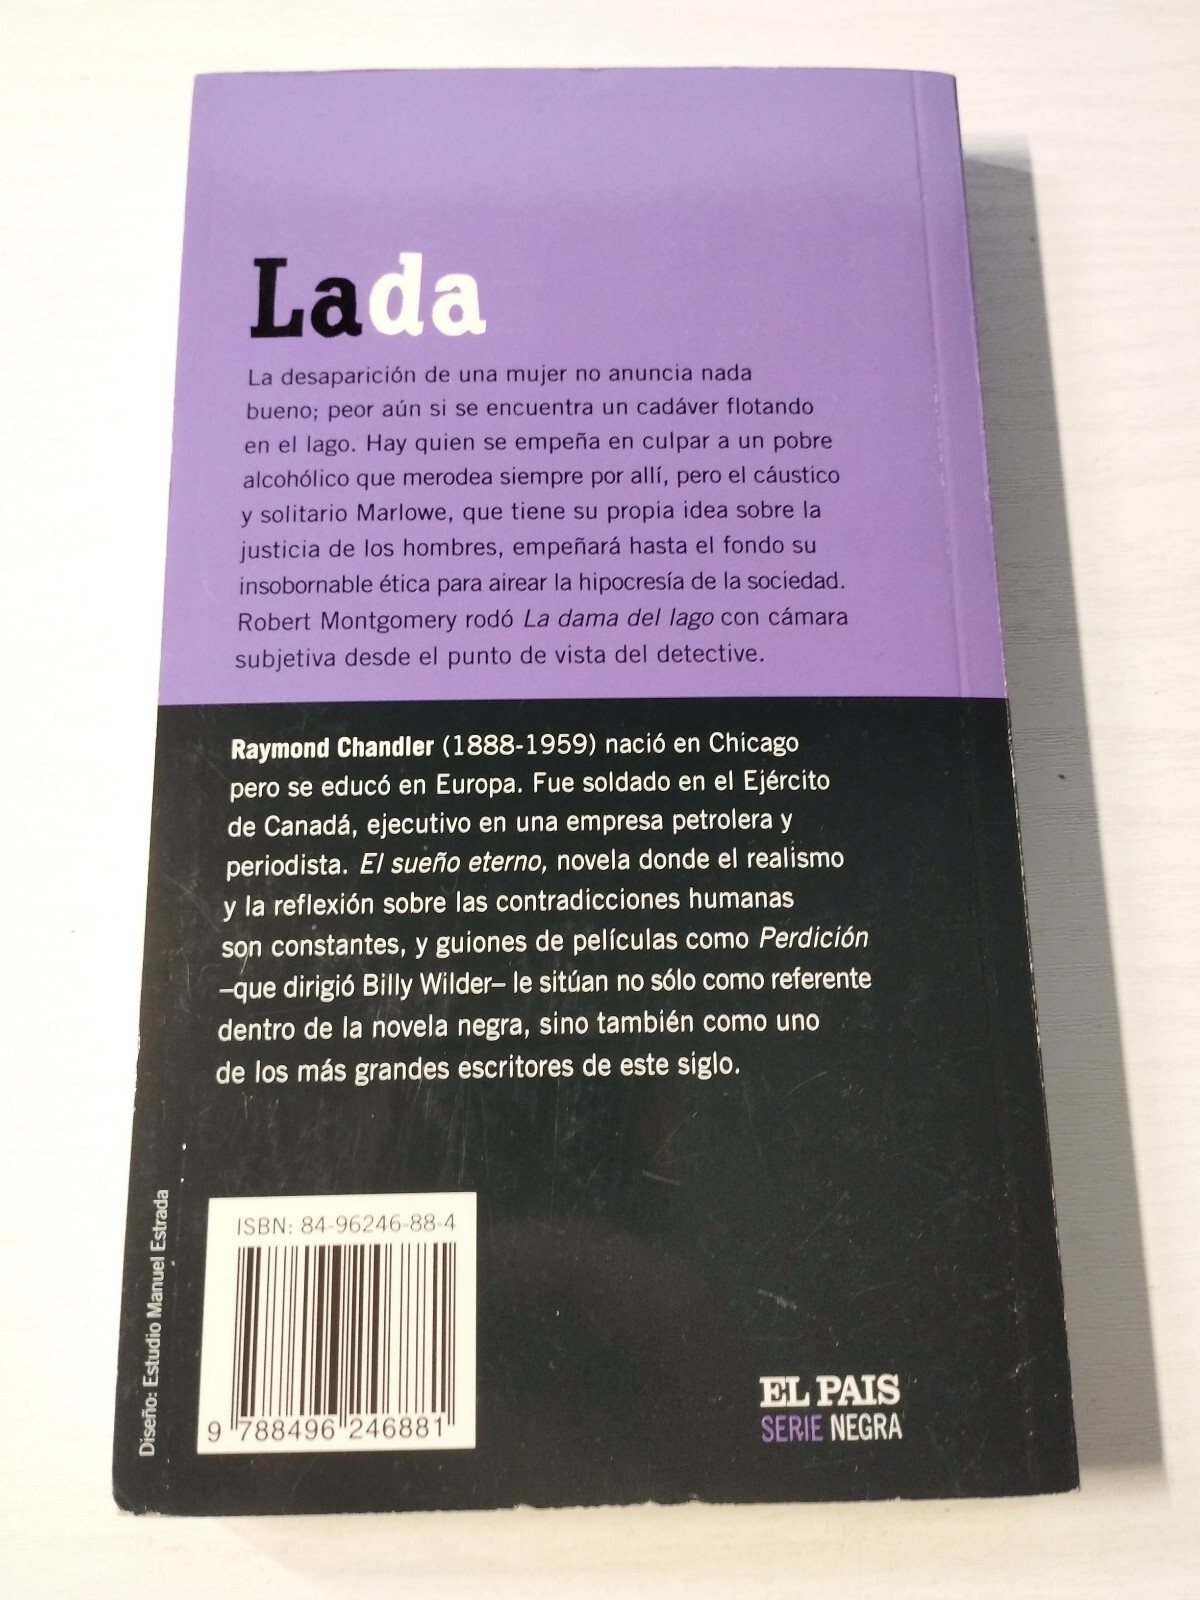 Lada
La desaparición de una mujer no anuncia nada
bueno; peor aún si se encuentra un cadáver flotando
en el lago. Hay quien se empeña en culpar a un pobre
alcohólico que merodea siempre por allí, pero el cáustico
y solitario Marlowe, que tiene su propia idea sobre la
justicia de los hombres, empeñará hasta el fondo su
insobornable ética para airear la hipocresía de la sociedad.
Robert Montgomery rodó La dama del lago con cámara
subjetiva desde el punto de vista del detective.
Raymond Chandler (1888-1959) nació en Chicago
pero se educó en Europa. Fue soldado en el Ejército
de Canadá, ejecutivo en una empresa petrolera y
periodista. El sueño eterno, novela donde el realismo
y la reflexión sobre las contradicciones humanas
son constantes, y guiones de películas como Perdición
–que dirigió Billy Wilder– le sitúan no sólo como referente
dentro de la novela negra, sino también como uno
de los más grandes escritores de este siglo.
Diseño: Estudio Manuel Estrada
ISBN: 84-96246-88-4
9 788496 246881
EL PAIS
SERIE NEGRA